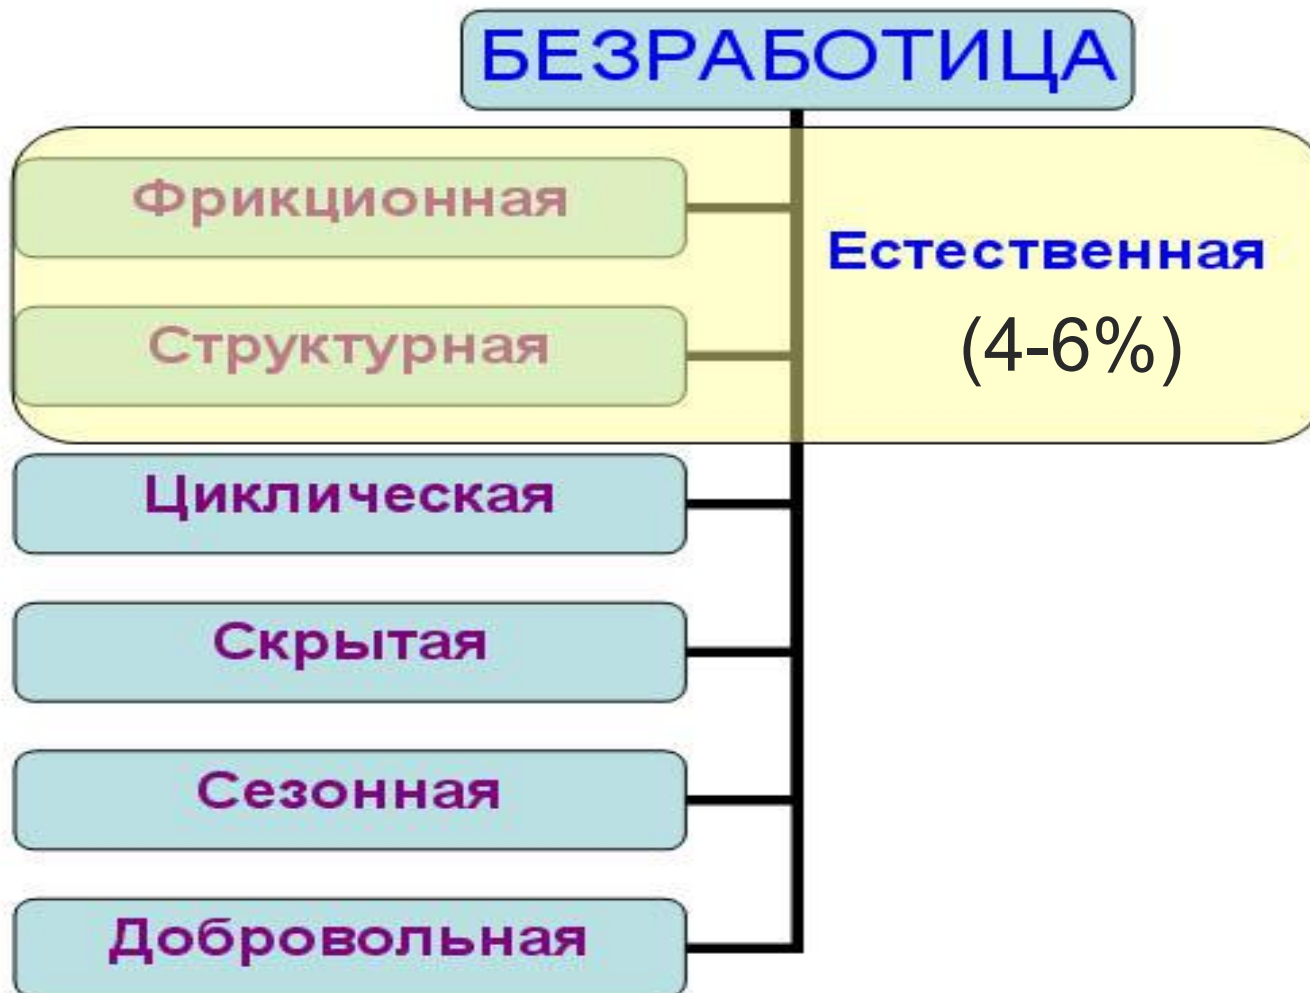 БЕЗРАБОТИЦА
Фрикционная
Структурная
Естественная
(4-6%)
Циклическая
Скрытая
Сезонная
Добровольная